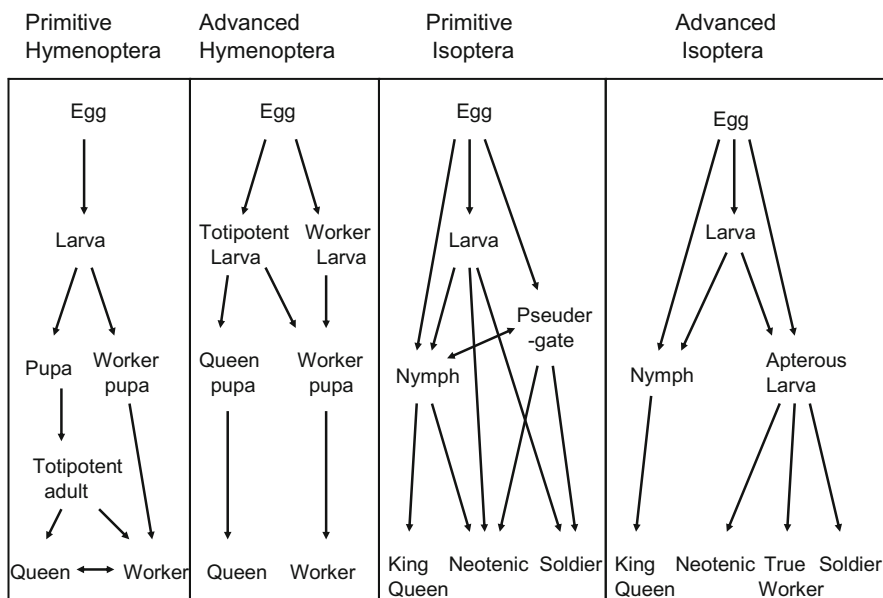 Primitive
Hymenoptera
Advanced
Hymenoptera
Primitive
Isoptera
Advanced
Isoptera
Egg
Larva
Pupa
Worker
pupa
Totipotent
adult
Queen
Worker
Egg
Totipotent
Larva
Worker
Larva
Queen
pupa
Worker
pupa
Queen
Worker
Egg
Larva
Pseuder
-gate
Nymph
King
Queen
Neotenic
Soldier
Egg
Larva
Nymph
Apterous
Larva
King
Queen
Neotenic
True
Worker
Soldier